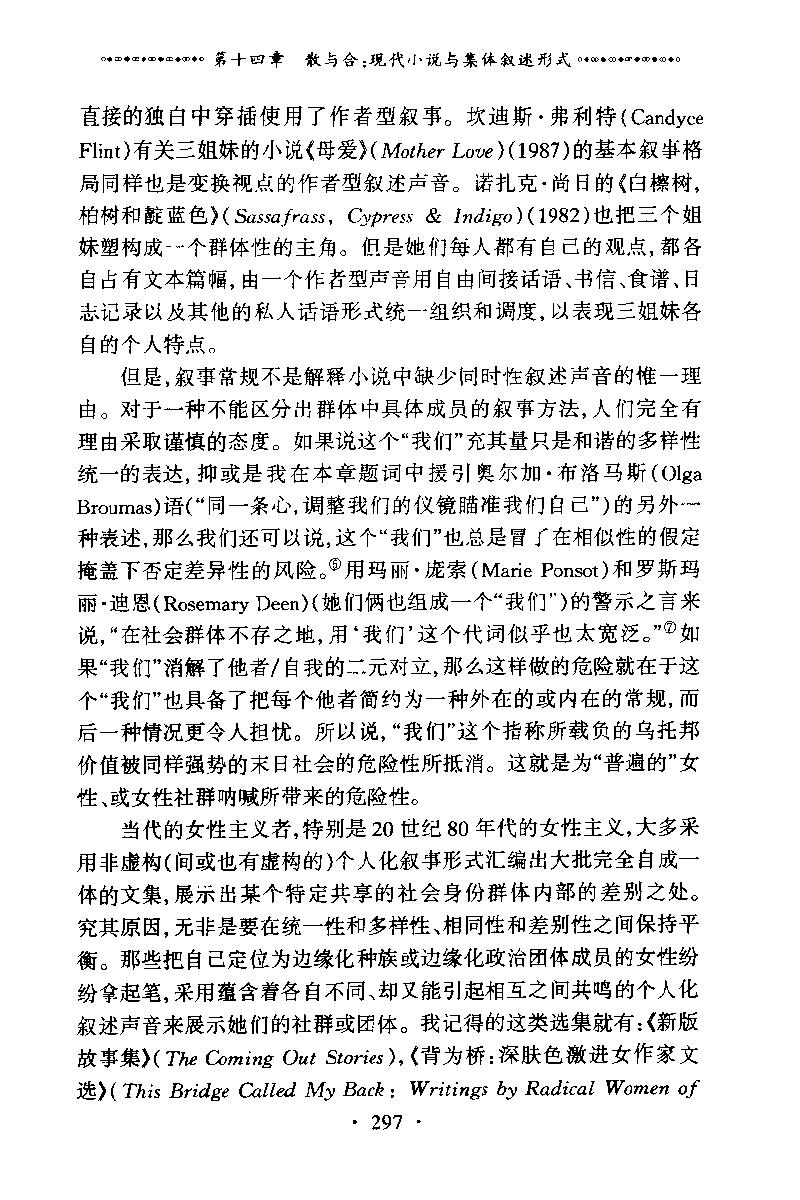 第十四章 散与合:现代小说与集体叙述形式
直接的独白中穿插使用了作者型叙事。坎迪斯·弗利特(Candyce
Flint)有关三姐妹的小说《母爱》(Mother Love)(1987)的基本叙事格
局同样也是变换视点的作者型叙述声音。诺扎克·尚日的《白檫树,
柏树和靛蓝色》(Sassafrass, Cypress & Indigo)(1982)也把三个姐
妹塑构成一个群体性的主角。但是她们每人都有自己的观点,都各
自占有文本篇幅,由一个作者型声音用自由间接话语、书信、食谱、日
志记录以及其他的私人话语形式统一组织和调度,以表现三姐妹各
自的个人特点。
但是,叙事常规不是解释小说中缺少同时性叙述声音的惟一理
由。对于一种不能区分出群体中具体成员的叙事方法,人们完全有
理由采取谨慎的态度。如果说这个“我们”充其量只是和谐的多样性
统一的表达,抑或是我在本章题词中援引奥尔加·布洛马斯(Olga
Broumas)语(“同一条心,调整我们的仪镜瞄准我们自己”)的另外一
种表述,那么我们还可以说,这个“我们”也总是冒了在相似性的假定
掩盖下否定差异性的风险。⑥用玛丽·庞索(Marie Ponsot)和罗斯玛
丽·迪恩(Rosemary Deen)(她们俩也组成一个“我们”)的警示之言来
说,“在社会群体不存之地,用‘我们’这个代词似乎也太宽泛。”⑦如
果“我们”消解了他者/自我的二元对立,那么这样做的危险就在于这
个“我们”也具备了把每个他者简约为一种外在的或内在的常规,而
后一种情况更令人担忧。所以说,“我们”这个指称所载负的乌托邦
价值被同样强势的末日社会的危险性所抵消。这就是为“普遍的”女
性、或女性社群呐喊所带来的危险性。
当代的女性主义者,特别是20世纪80年代的女性主义,大多采
用非虚构(间或也有虚构的)个人化叙事形式汇编出大批完全自成一
体的文集,展示出某个特定共享的社会身份群体内部的差别之处。
究其原因,无非是要在统一性和多样性、相同性和差别性之间保持平
衡。那些把自己定位为边缘化种族或边缘化政治团体成员的女性纷
纷拿起笔,采用蕴含着各自不同、却又能引起相互之间共鸣的个人化
叙述声音来展示她们的社群或团体。我记得的这类选集就有:《新版
故事集》(The Coming Out Stories),《背为桥:深肤色激进女作家文
选》(This Bridge Called My Back: Writings by Radical Women of
· 297 ·